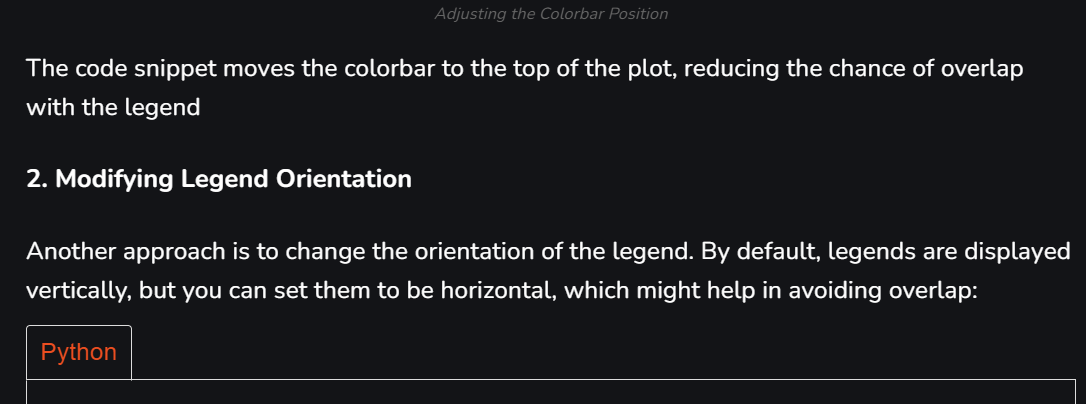 Adjusting the Colorbar Position
The code snippet moves the colorbar to the top of the plot, reducing the chance of overlap
with the legend
2. Modifying Legend Orientation
Another approach is to change the orientation of the legend. By default, legends are displayed
vertically, but you can set them to be horizontal, which might help in avoiding overlap:
Python